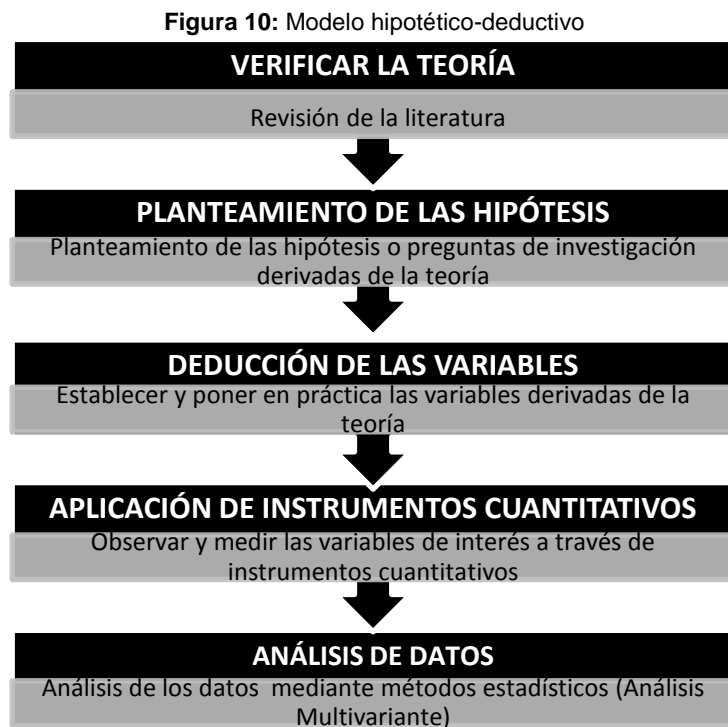 Figura 10: Modelo hipotético-deductivo
VERIFICAR LA TEORÍA
Revisión de la literatura
PLANTEAMIENTO DE LAS HIPÓTESIS
Planteamiento de las hipótesis o preguntas de investigación
derivadas de la teoría
DEDUCCIÓN DE LAS VARIABLES
Establecer y poner en práctica las variables derivadas de la
teoría
APLICACIÓN DE INSTRUMENTOS CUANTITATIVOS
Observar y medir las variables de interés a través de
instrumentos cuantitativos
ANÁLISIS DE DATOS
Análisis de los datos mediante métodos estadísticos (Análisis
Multivariante)